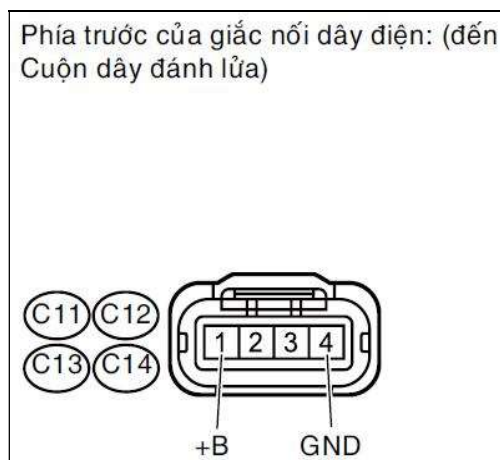 Phía trước của giắc nối dây điện: (đến
Cuộn dây đánh lửa)
C11 C12
C13 C14
1 2 3 4
+B GND